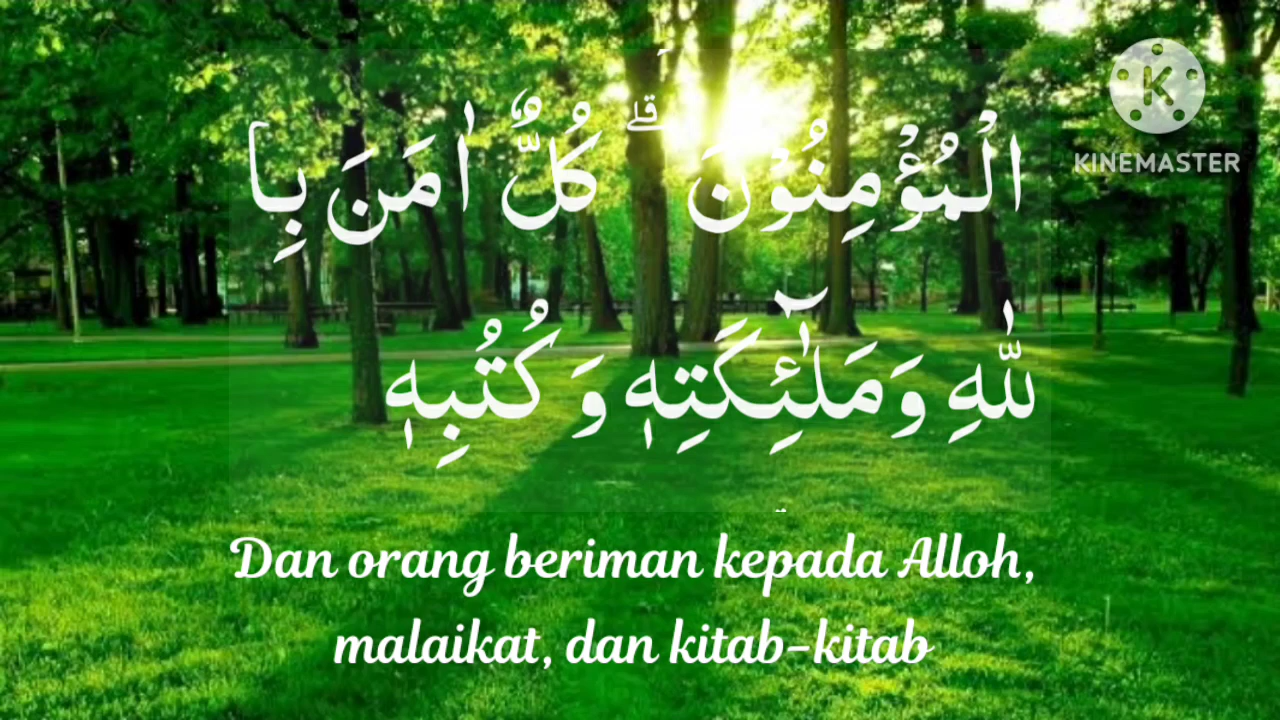 الْمُؤْمِنُوْنَ ۗ كُلٌّ اٰمَنَ بِا
للّٰهِ وَمَلٰۤىِٕكَتِهٖ وَكُتُبِهٖ
Dan orang beriman kepada Alloh,
malaikat, dan kitab-kitab
KINEMASTER